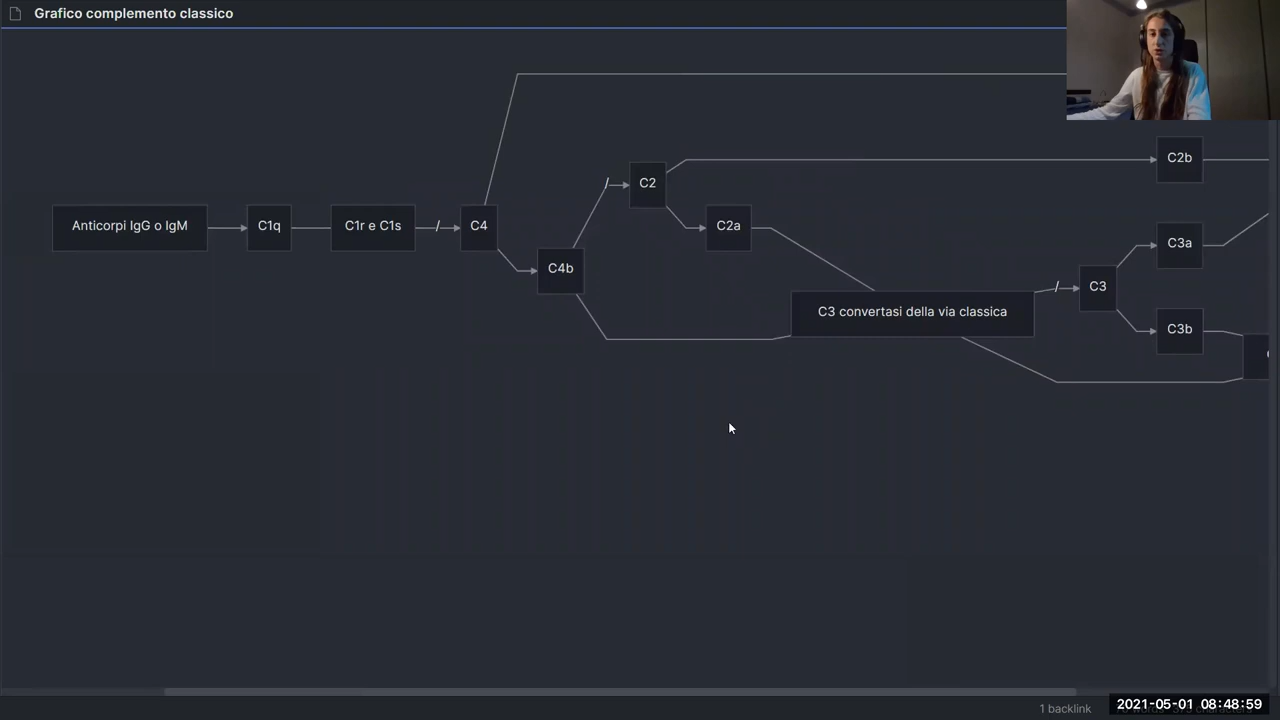 Grafico complemento classico
C2b
/
C2
C3a
Anticorpi IgG o IgM
C1q
C1r e C1s
/
C4
C2a
C4b
/
C3
C3 convertasi della via classica
C3b
1 backlink
2021-05-01 08:48:59